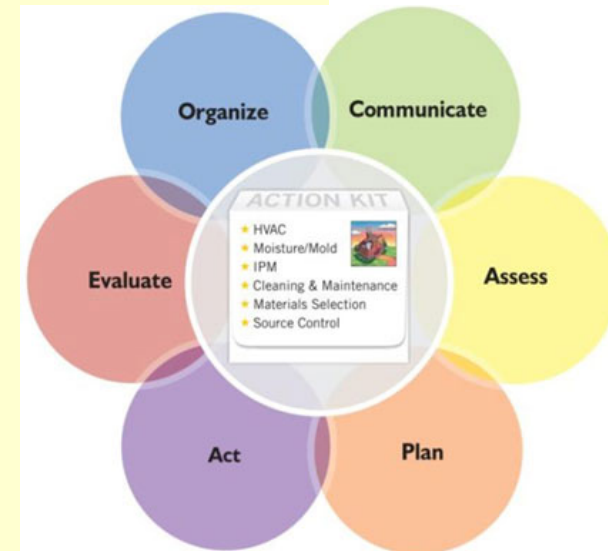 Organize
Communicate
ACTION KIT
★ HVAC
★ Moisture/Mold
★ IPM
★ Cleaning & Maintenance
★ Materials Selection
★ Source Control
Evaluate
Assess
Act
Plan